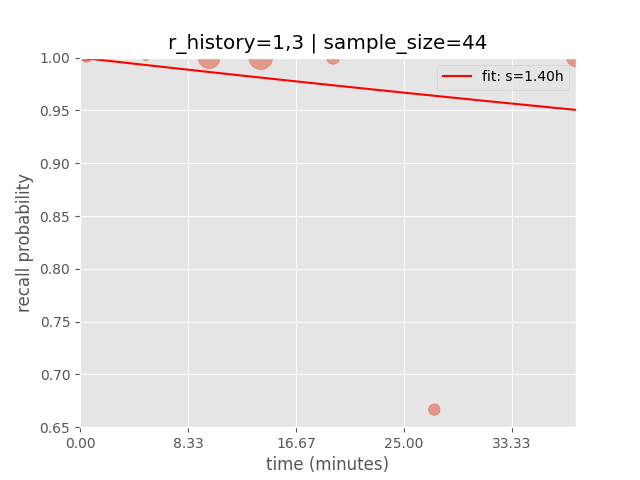 r_history=1,3 | sample_size=44
1.00
fit: s=1.40h
0.95
0.90
0.85
0.80
0.75
0.70
0.65
recall probability
0.00 8.33 16.67 25.00 33.33
time (minutes)